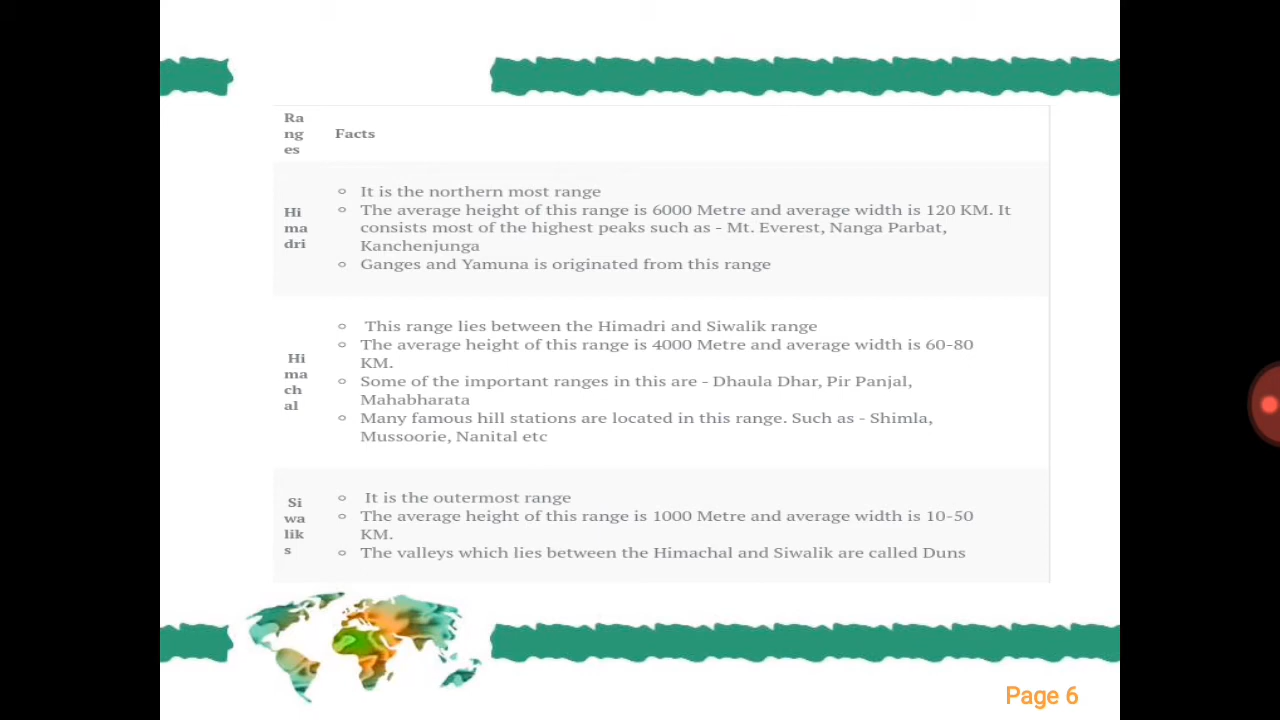 Ra
ng
es
Facts
Hi
ma
dri
o It is the northern most range
o The average height of this range is 6000 Metre and average width is 120 KM. It
consists most of the highest peaks such as - Mt. Everest, Nanga Parbat,
Kanchenjunga
o Ganges and Yamuna is originated from this range
Hi
ma
ch
al
o This range lies between the Himadri and Siwalik range
o The average height of this range is 4000 Metre and average width is 60-80
KM.
o Some of the important ranges in this are - Dhaula Dhar, Pir Panjal,
Mahabharata
o Many famous hill stations are located in this range. Such as - Shimla,
Mussoorie, Nanital etc
Si
wa
lik
s
o It is the outermost range
o The average height of this range is 1000 Metre and average width is 10-50
KM.
o The valleys which lies between the Himachal and Siwalik are called Duns
Page 6